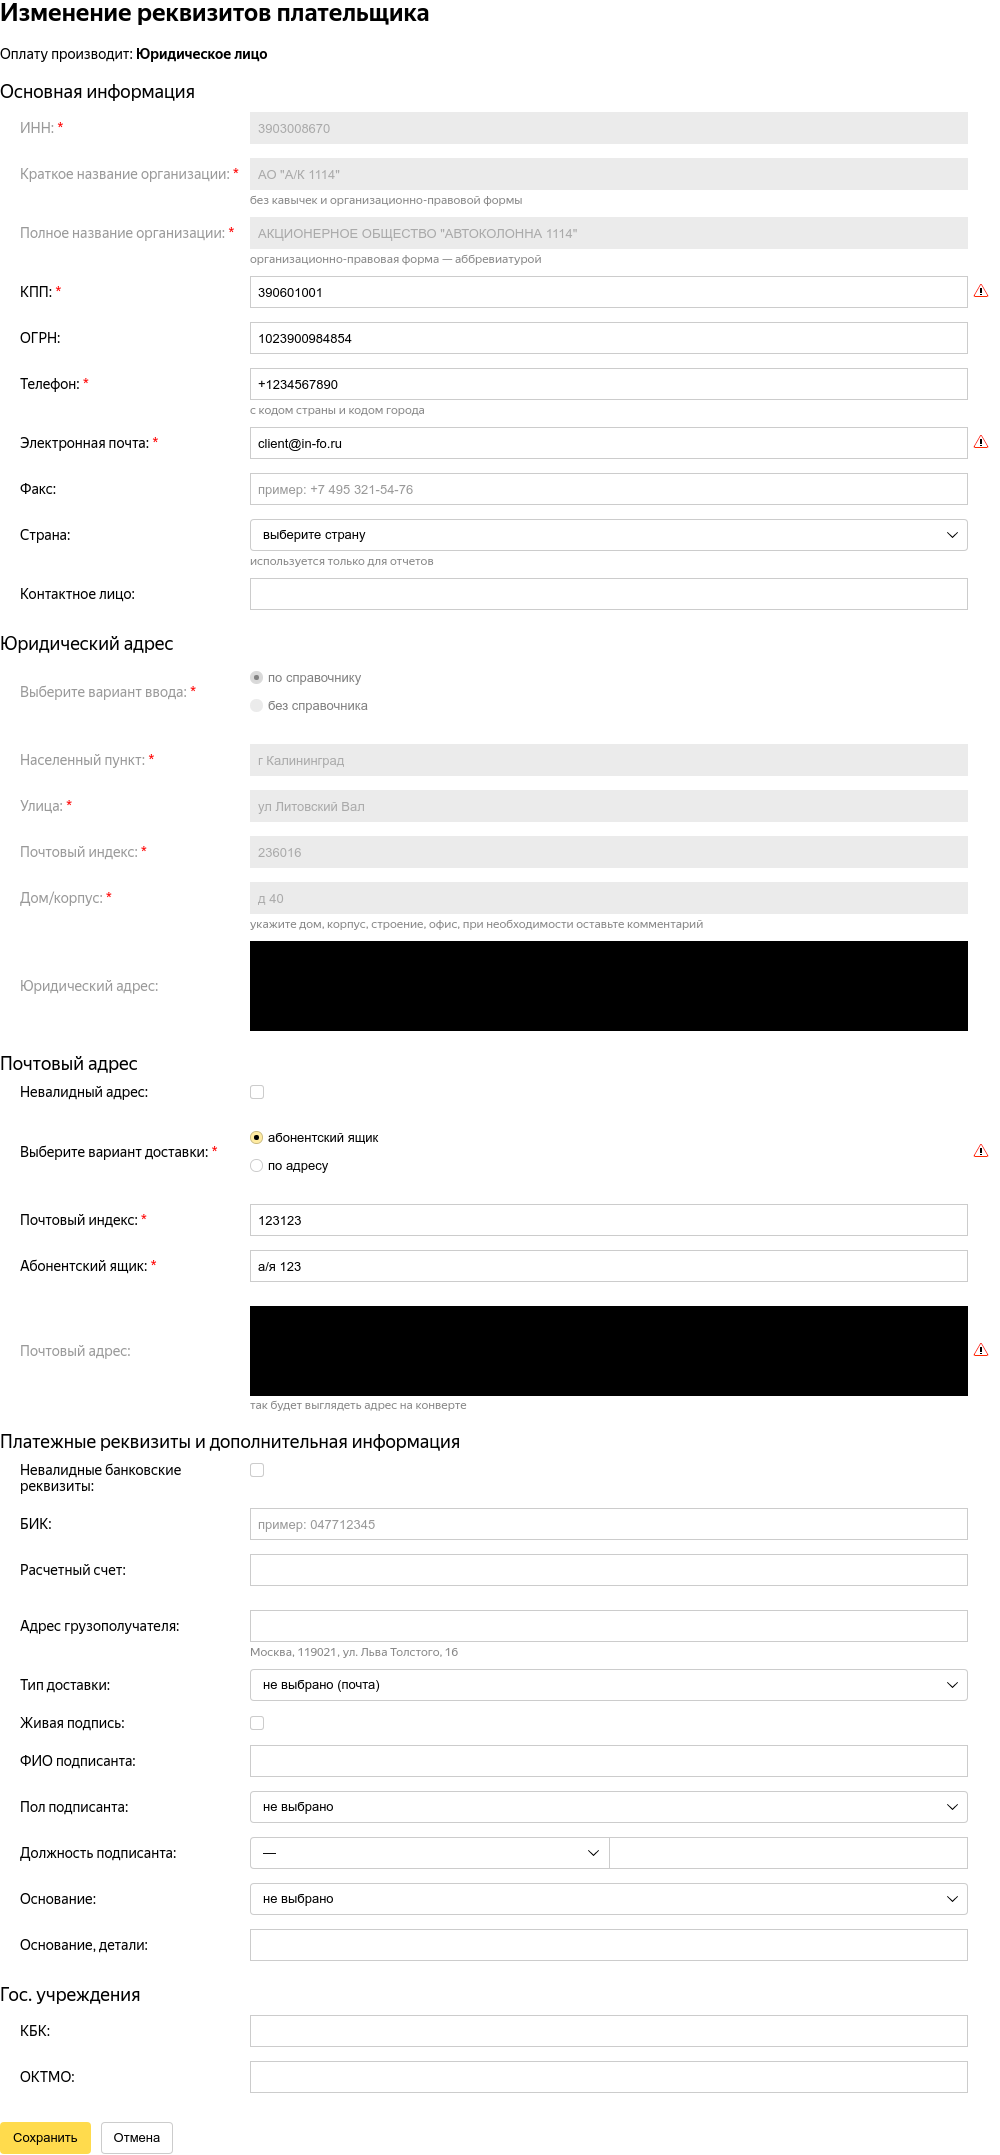 Изменение реквизитов плательщика
Оплату производит: Юридическое лицо
Основная информация
ИНН: * 3903008670
Краткое название организации: * АО "А/К 1114"
без кавычек и организационно-правовой формы
Полное название организации: * АКЦИОНЕРНОЕ ОБЩЕСТВО "АВТОКОЛОННА 1114"
организационно-правовая форма — аббревиатурой
КПП: * 390601001
ОГРН: 1023900984854
Телефон: * +1234567890
с кодом страны и кодом города
Электронная почта: * client@in-fo.ru
Факс: пример: +7 495 321-54-76
Страна: выберите страну
используется только для отчетов
Контактное лицо:
Юридический адрес
по справочнику
Выберите вариант ввода: *
без справочника
Населенный пункт: * г Калининград
Улица: * ул Литовский Вал
Почтовый индекс: * 236016
Дом/корпус: * д 40
укажите дом, корпус, строение, офис, при необходимости оставьте комментарий
Юридический адрес:
Почтовый адрес
Невалидный адрес:
абонентский ящик
Выберите вариант доставки: *
по адресу
Почтовый индекс: * 123123
Абонентский ящик: * а/я 123
Почтовый адрес:
так будет выглядеть адрес на конверте
Платежные реквизиты и дополнительная информация
Невалидные банковские
реквизиты:
БИК: пример: 047712345
Расчетный счет:
Адрес грузополучателя:
Москва, 119021, ул. Льва Толстого, 16
Тип доставки: не выбрано (почта)
Живая подпись:
ФИО подписанта:
Пол подписанта: не выбрано
Должность подписанта: —
Основание: не выбрано
Основание, детали:
Гос. учреждения
КБК:
ОКТМО:
Сохранить Отмена